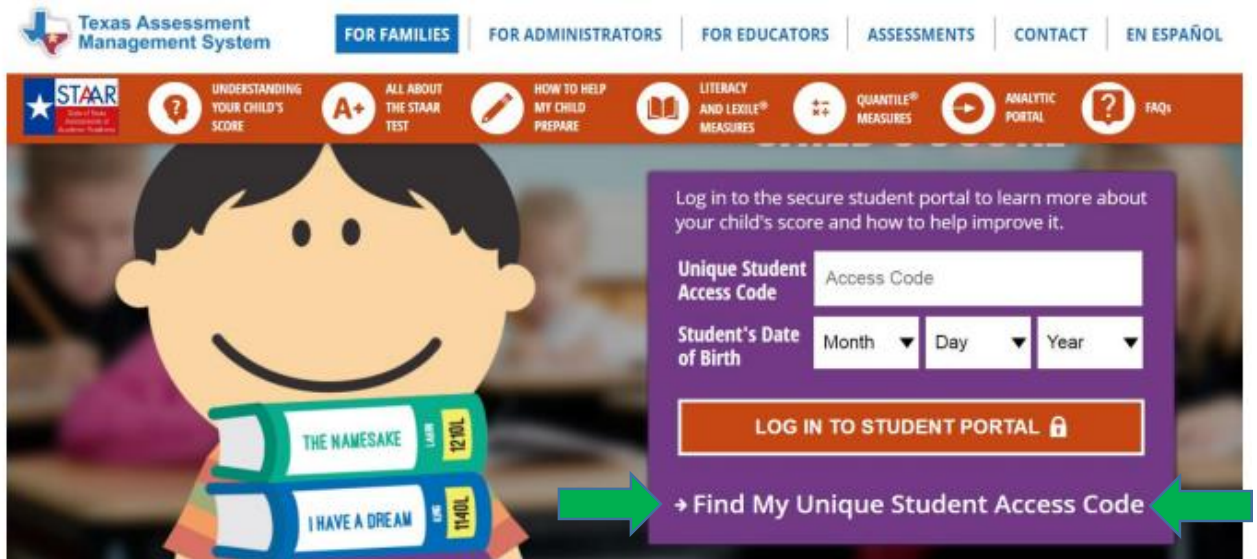 Texas Assessment
Management System
FOR FAMILIES
FOR ADMINISTRATORS
FOR EDUCATORS
ASSESSMENTS
CONTACT
EN ESPAÑOL
STAAR
UNDERSTANDING
YOUR CHILD'S
SCORE
A+
ALL ABOUT
THE STAAR
TEST
HOW TO HELP
MY CHILD
PREPARE
LITERACY
AND LEXILE®
MEASURES
QUANTILE®
MEASURES
ANALYTIC
PORTAL
?
FAQs
Log in to the secure student portal to learn more about
your child's score and how to help improve it.
Unique Student
Access Code
Access Code
Student's Date
of Birth
Month
Day
Year
LOG IN TO STUDENT PORTAL
→ Find My Unique Student Access Code
THE NAMESAKE
LAHIRI
1210L
I HAVE A DREAM
KING
1140L